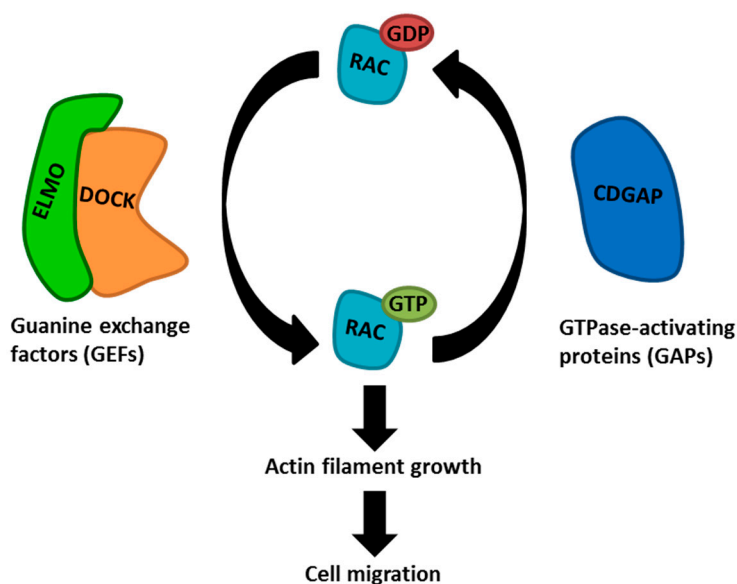 GDP
RAC
ELMO
DOCK
CDGAP
GTP
RAC
Guanine exchange
factors (GEFs)
GTPase-activating
proteins (GAPs)
Actin filament growth
Cell migration